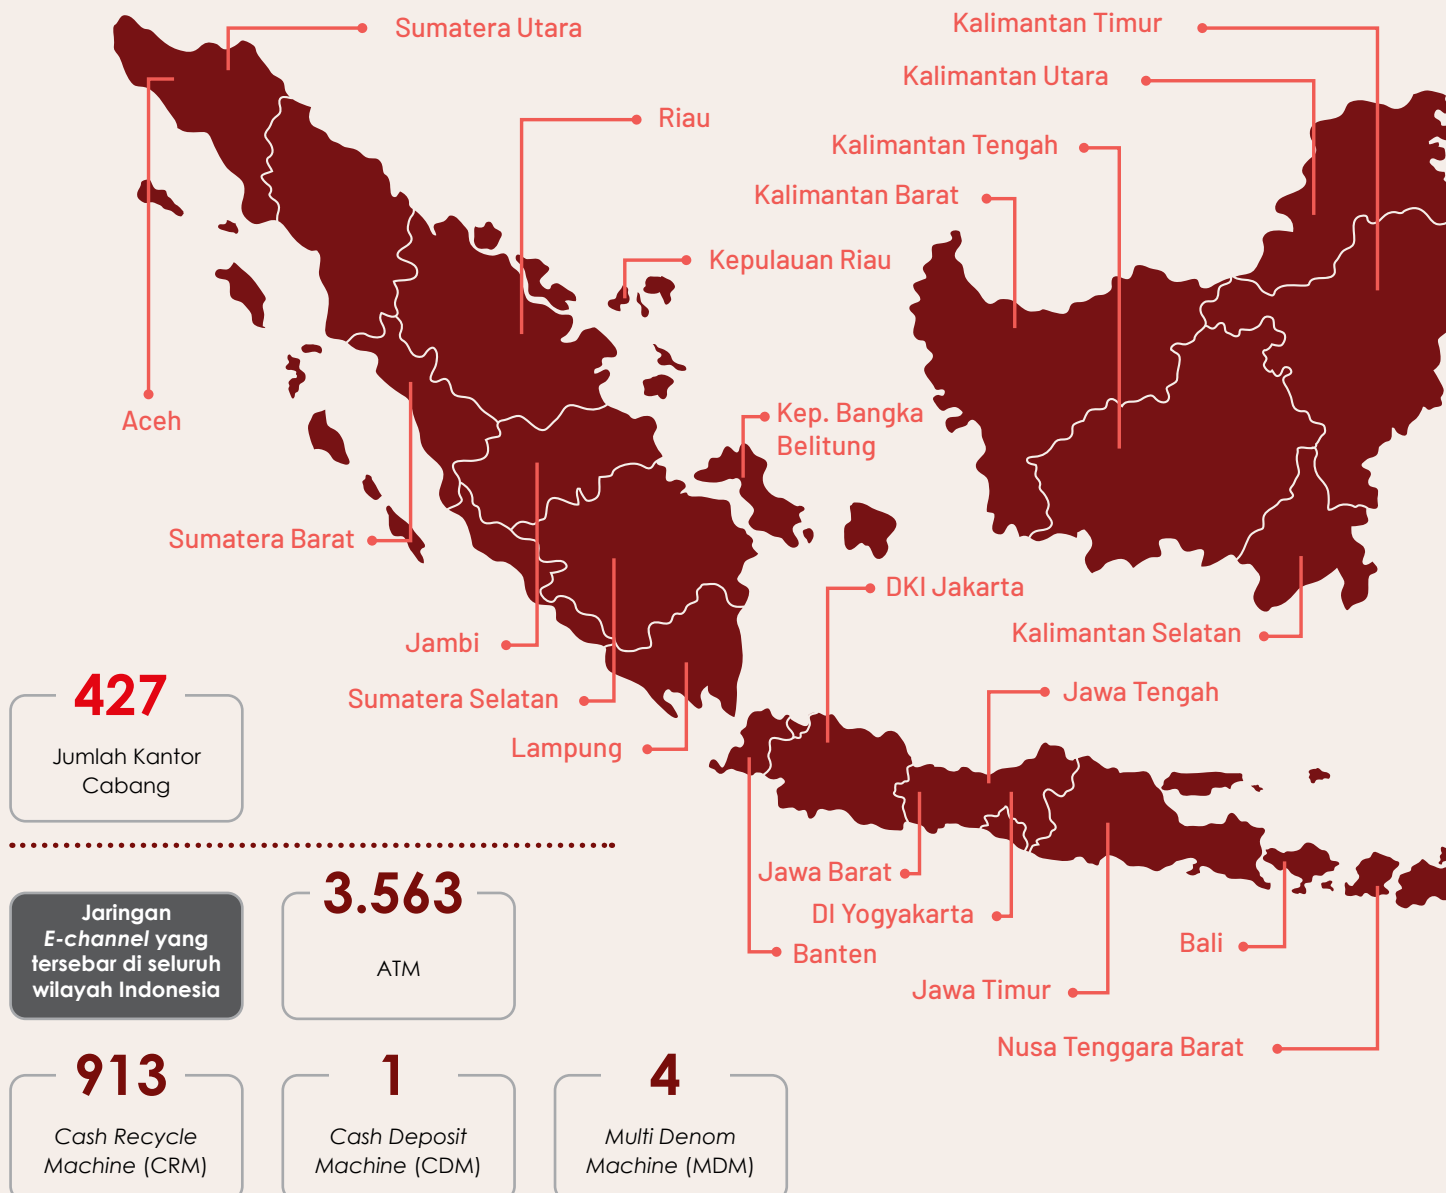 Sumatera Utara
Kalimantan Timur
Kalimantan Utara
Riau
Kalimantan Tengah
Kalimantan Barat
Kepulauan Riau
Aceh
Kep. Bangka
Belitung
Sumatera Barat
DKI Jakarta
Kalimantan Selatan
Jambi
Sumatera Selatan
Jawa Tengah
Lampung
427
Jumlah Kantor
Cabang
Jawa Barat
DI Yogyakarta
Banten
Bali
Jawa Timur
Nusa Tenggara Barat
Jaringan
E-channel yang
tersebar di seluruh
wilayah Indonesia
3.563
ATM
913
Cash Recycle
Machine (CRM)
1
Cash Deposit
Machine (CDM)
4
Multi Denom
Machine (MDM)